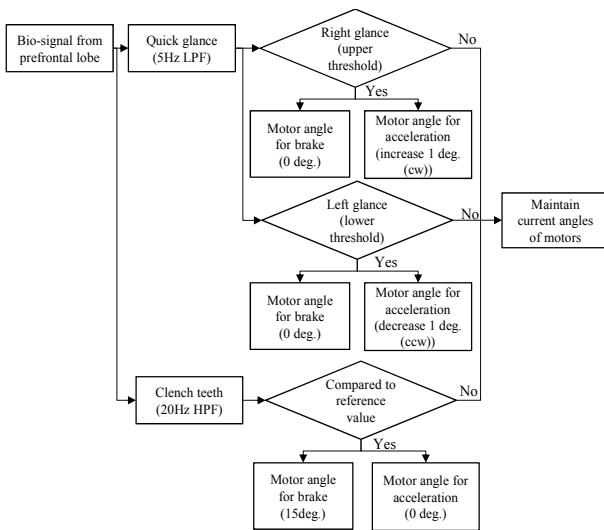 Bio-signal from
prefrontal lobe
Quick glance
(5Hz LPF)
Right glance
(upper
threshold)
No
Yes
Motor angle
for brake
(0 deg.)
Motor angle for
acceleration
(increase 1 deg.
(cw))
Left glance
(lower
threshold)
No
Maintain
current angles
of motors
Yes
Motor angle
for brake
(0 deg.)
Motor angle for
acceleration
(decrease 1 deg.
(ccw))
Clench teeth
(20Hz HPF)
Compared to
reference
value
No
Yes
Motor angle
for brake
(15deg.)
Motor angle for
acceleration
(0 deg.)